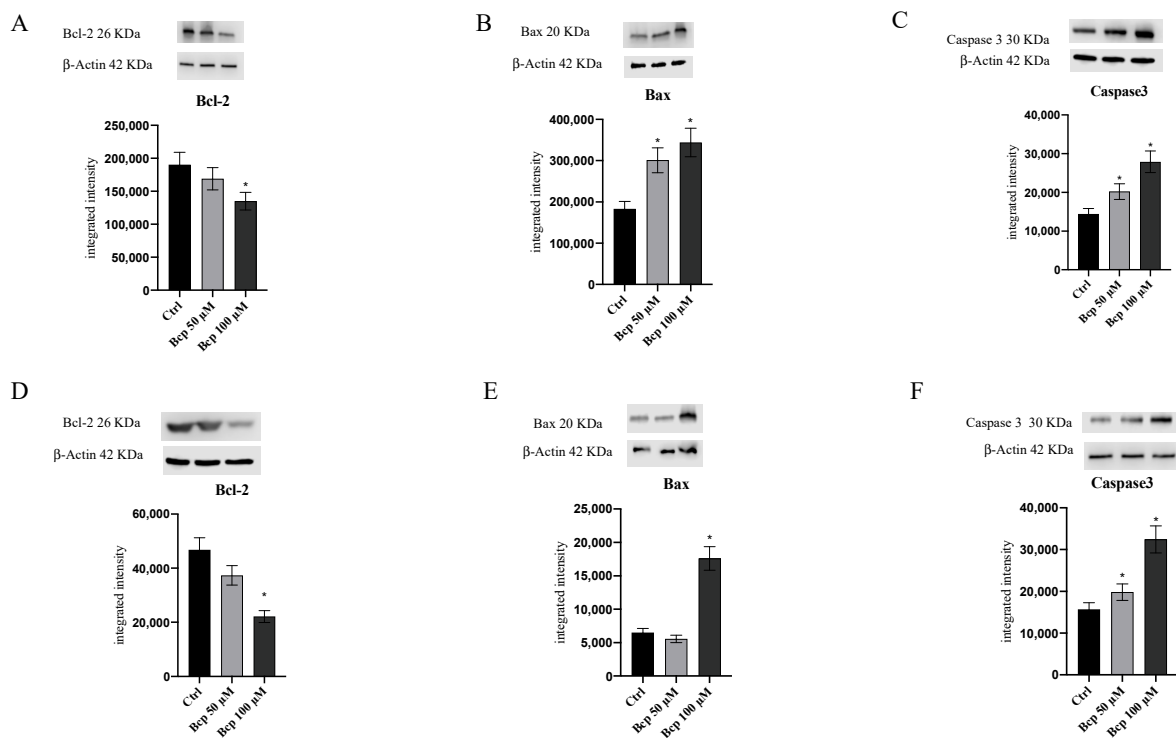 A
Bcl-2 26 KDa
β-Actin 42 KDa
Bcl-2
integrated intensity
250,000
200,000
150,000
100,000
50,000
0
Ctrl
Bcp 50 µM
Bcp 100 µM
*
B
Bax 20 KDa
β-Actin 42 KDa
Bax
integrated intensity
400,000
300,000
200,000
100,000
0
Ctrl
Bcp 50 µM
Bcp 100 µM
*
*
C
Caspase 3 30 KDa
β-Actin 42 KDa
Caspase3
integrated intensity
40,000
30,000
20,000
10,000
0
Ctrl
Bcp 50 µM
Bcp 100 µM
*
*
D
Bcl-2 26 KDa
β-Actin 42 KDa
Bcl-2
integrated intensity
60,000
40,000
20,000
0
Ctrl
Bcp 50 µM
Bcp 100 µM
*
E
Bax 20 KDa
β-Actin 42 KDa
Bax
integrated intensity
25,000
20,000
15,000
10,000
5,000
0
Ctrl
Bcp 50 µM
Bcp 100 µM
*
F
Caspase 3 30 KDa
β-Actin 42 KDa
Caspase3
integrated intensity
40,000
30,000
20,000
10,000
0
Ctrl
Bcp 50 µM
Bcp 100 µM
*
*